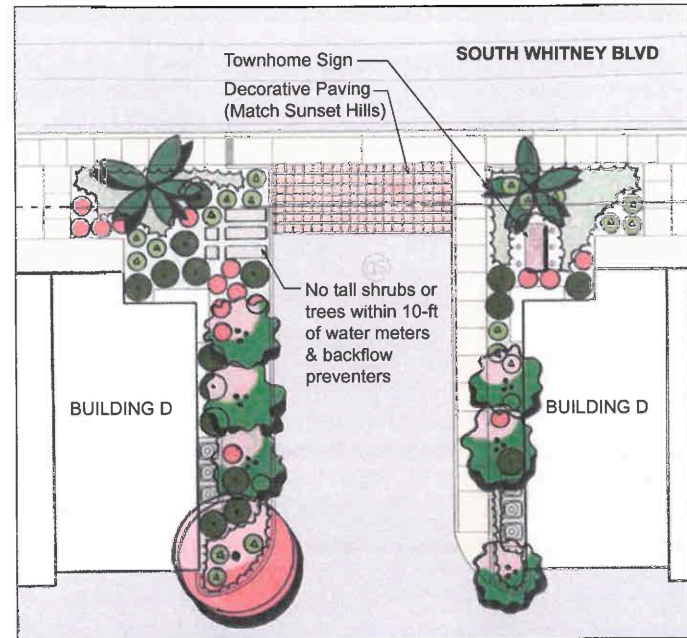 SOUTH WHITNEY BLVD
Townhome Sign
Decorative Paving
(Match Sunset Hills)
No tall shrubs or
trees within 10-ft
of water meters
& backflow
preventers
BUILDING D
BUILDING D